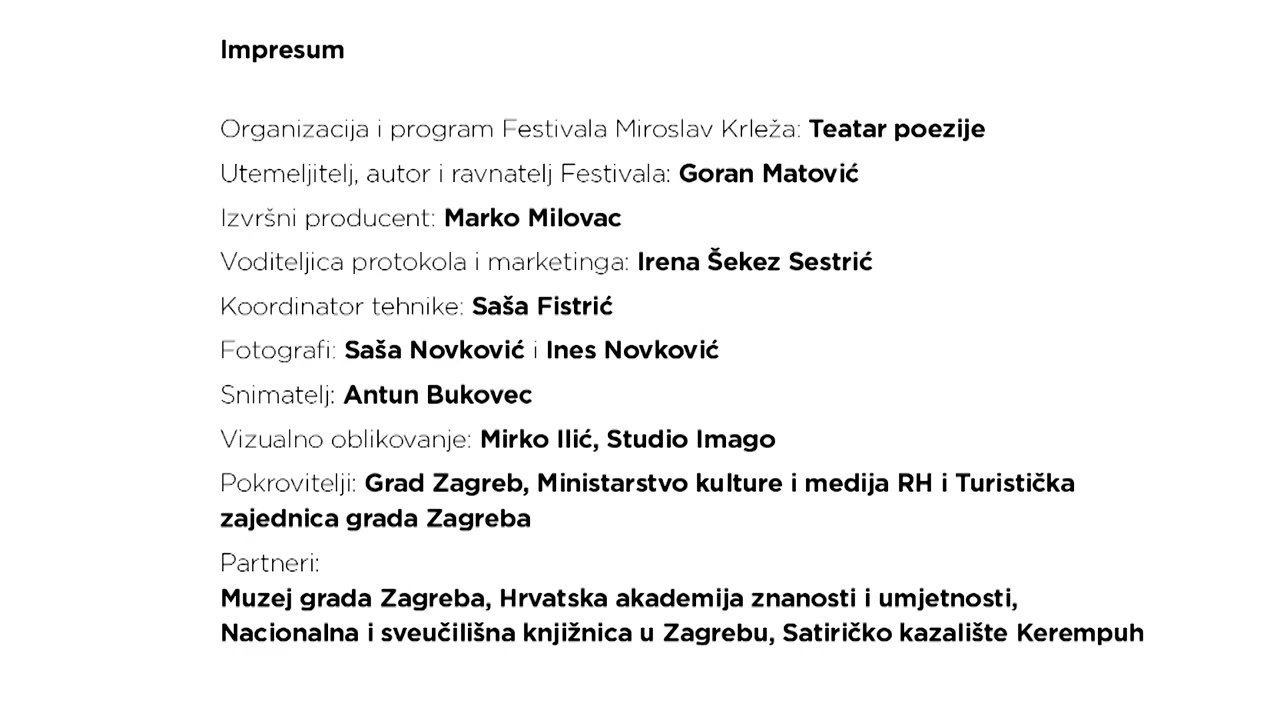 Impresum
Organizacija i program Festivala Miroslav Krleža: Teatar poezije
Utemeljitelj, autor i ravnatelj Festivala: Goran Matović
Izvršni producent: Marko Milovac
Voditeljica protokola i marketinga: Irena Šekez Sestrić
Koordinator tehnike: Saša Fistrić
Fotografi: Saša Novković i Ines Novković
Snimatelj: Antun Bukovec
Vizualno oblikovanje: Mirko Ilić, Studio Imago
Pokrovitelji: Grad Zagreb, Ministarstvo kulture i medija RH i Turistička
zajednica grada Zagreba
Partneri:
Muzej grada Zagreba, Hrvatska akademija znanosti i umjetnosti,
Nacionalna i sveučilišna knjižnica u Zagrebu, Satiričko kazalište Kerempuh